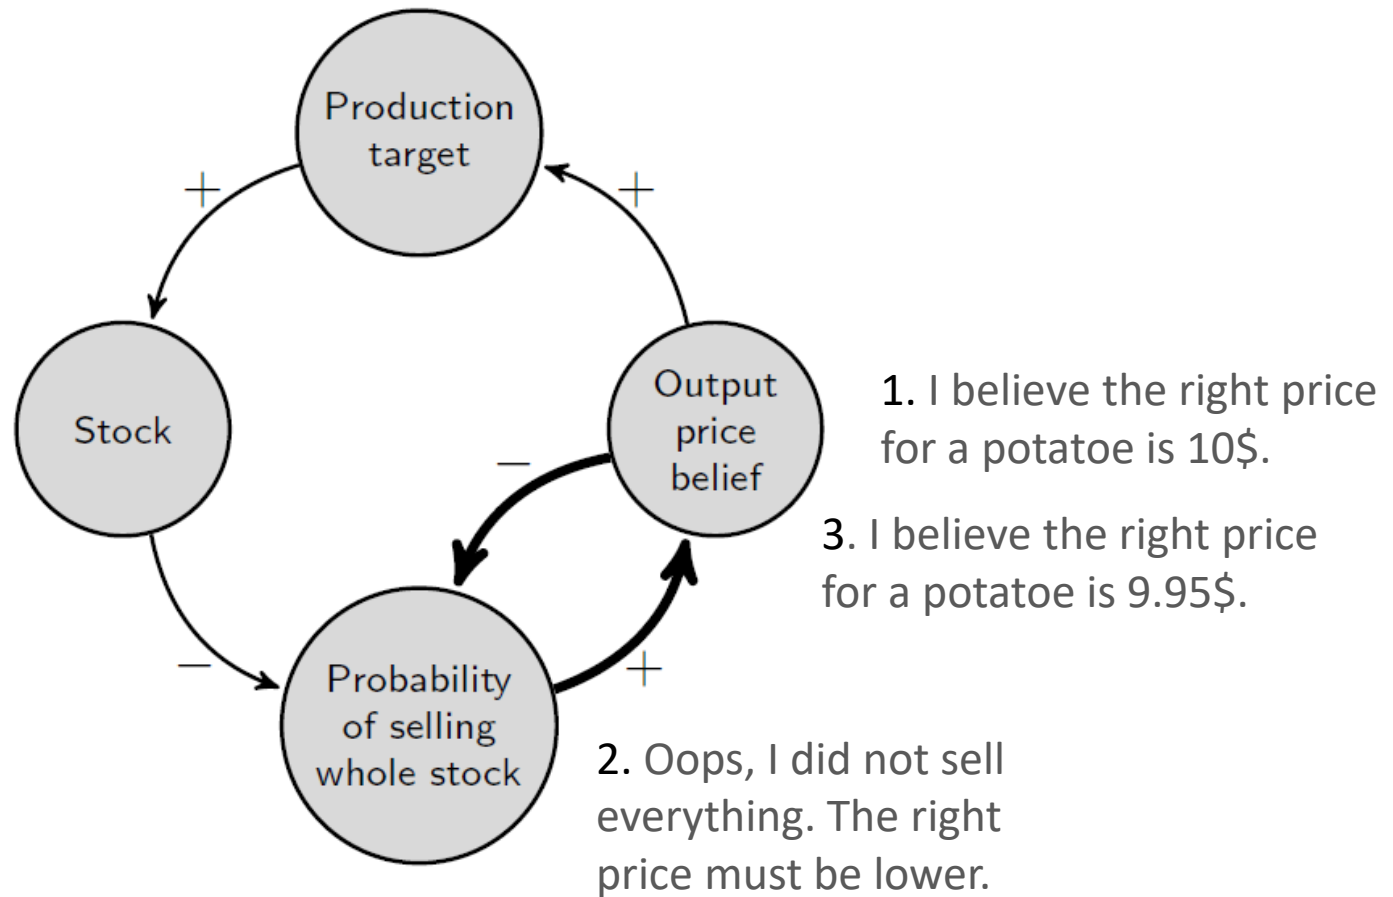 Production
target
+
+
Stock
Output
price
belief
−
−
+
Probability
of selling
whole stock
1. I believe the right price
for a potatoe is 10$.
3. I believe the right price
for a potatoe is 9.95$.
2. Oops, I did not sell
everything. The right
price must be lower.